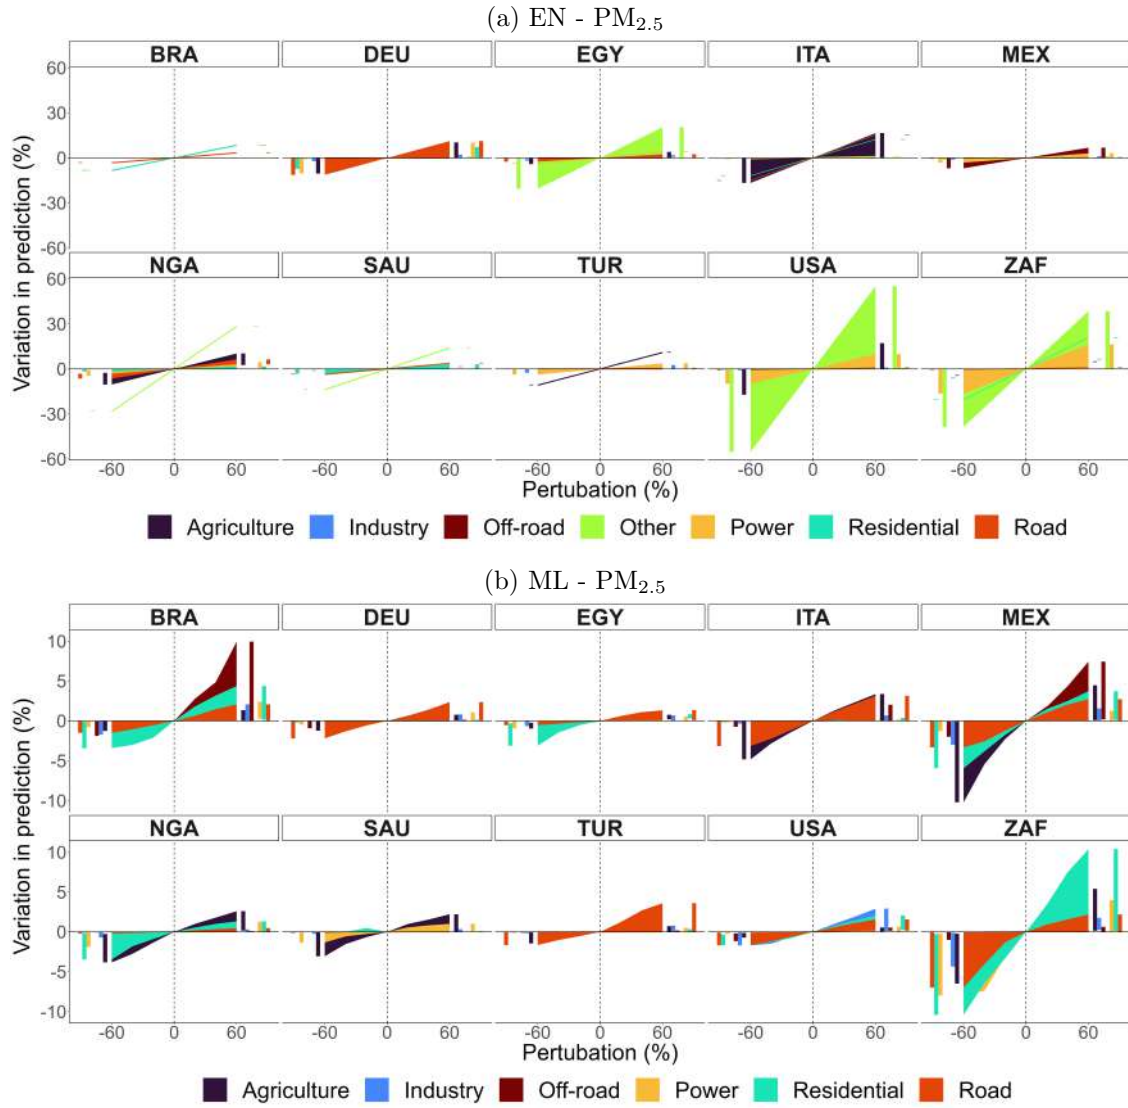 (a) EN - PM2.5
BRA DEU EGY ITA MEX
60
30
0
-30
-60
NGA SAU TUR USA ZAF
60
30
0
-30
-60
Variation in prediction (%)
-60 0 60 -60 0 60 -60 0 60 -60 0 60 -60 0 60
Pertubation (%)
Agriculture Industry Off-road Other Power Residential Road
(b) ML - PM2.5
BRA DEU EGY ITA MEX
10
5
0
-5
-10
NGA SAU TUR USA ZAF
10
5
0
-5
-10
Variation in prediction (%)
-60 0 60 -60 0 60 -60 0 60 -60 0 60 -60 0 60
Pertubation (%)
Agriculture Industry Off-road Power Residential Road